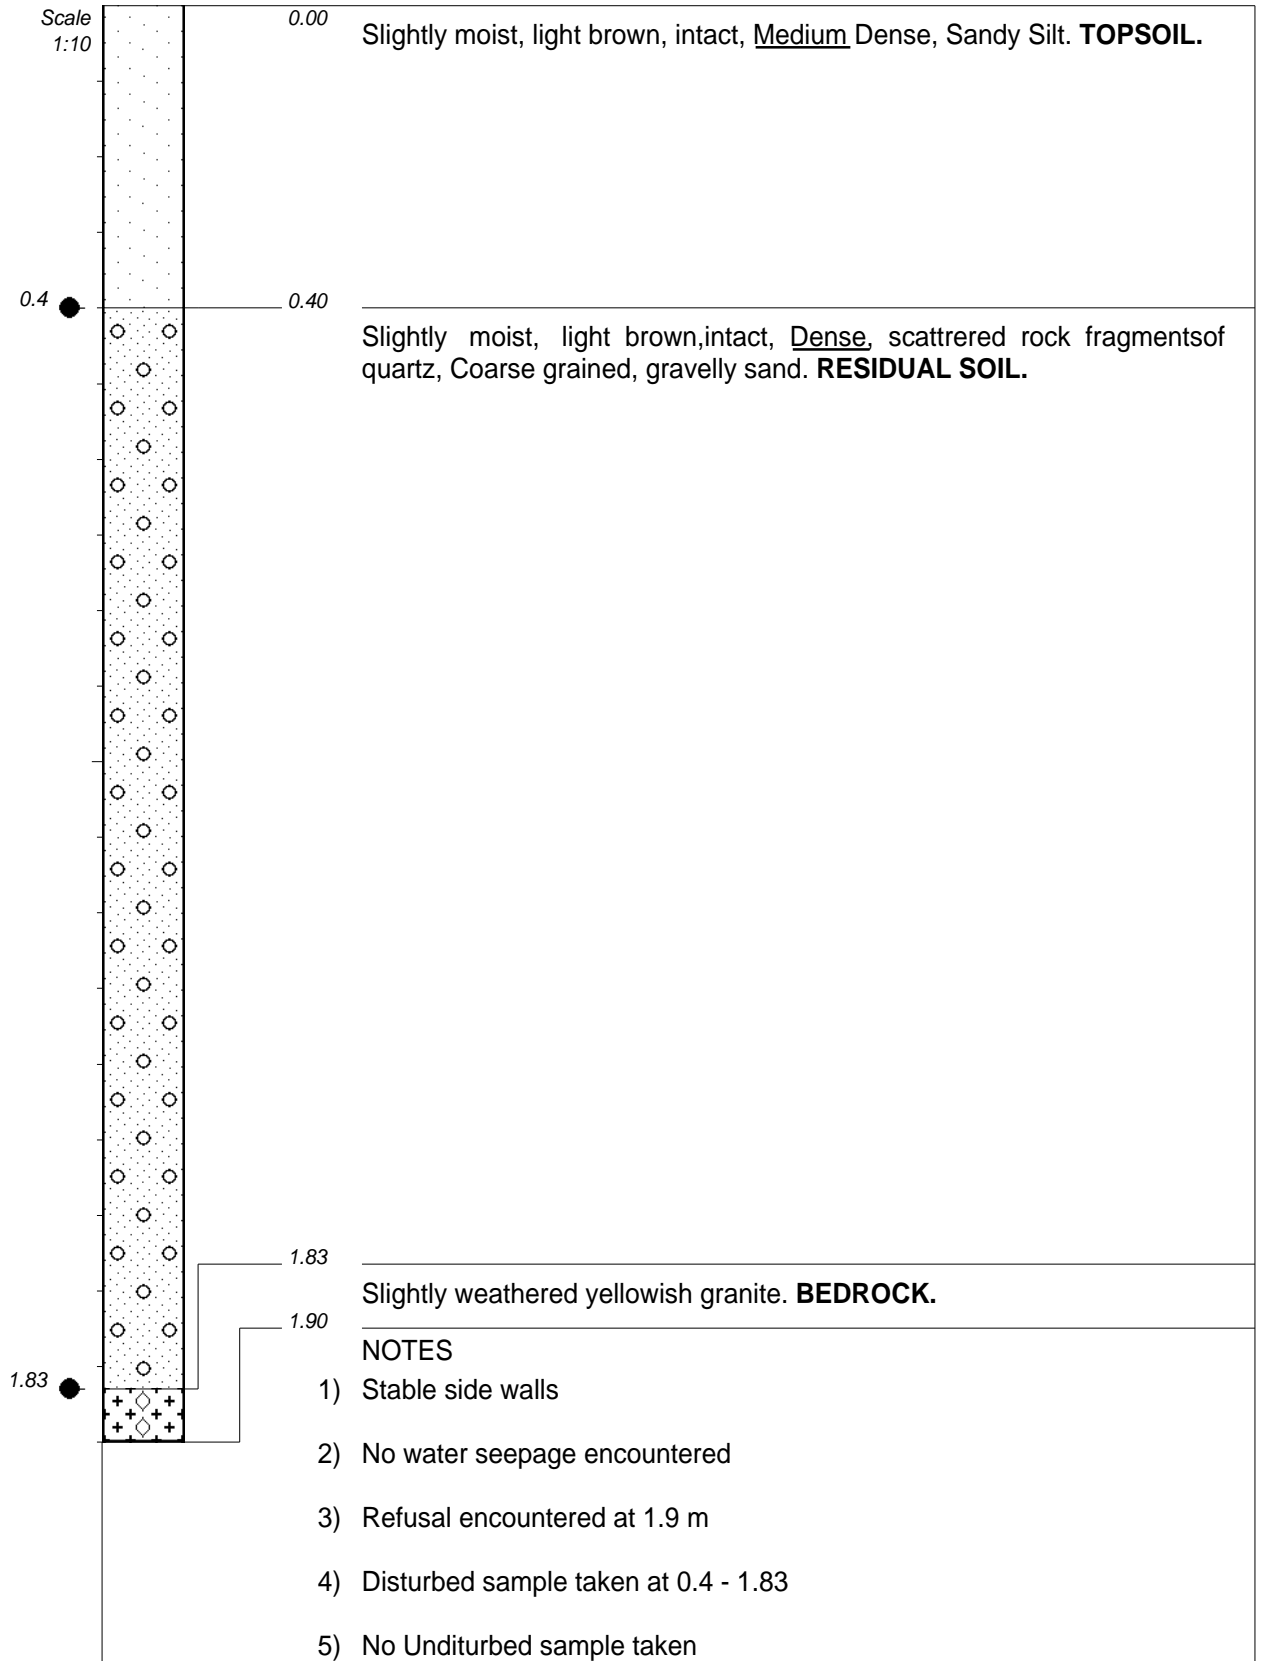 Scale
1:10
0.00
Slightly moist, light brown, intact, Medium Dense, Sandy Silt. TOPSOIL.
0.4
0.40
Slightly moist, light brown,intact, Dense, scattrered rock fragmentsof
quartz, Coarse grained, gravelly sand. RESIDUAL SOIL.
1.83
Slightly weathered yellowish granite. BEDROCK.
1.90
NOTES
1.83
1) Stable side walls
2) No water seepage encountered
3) Refusal encountered at 1.9 m
4) Disturbed sample taken at 0.4 - 1.83
5) No Unditurbed sample taken